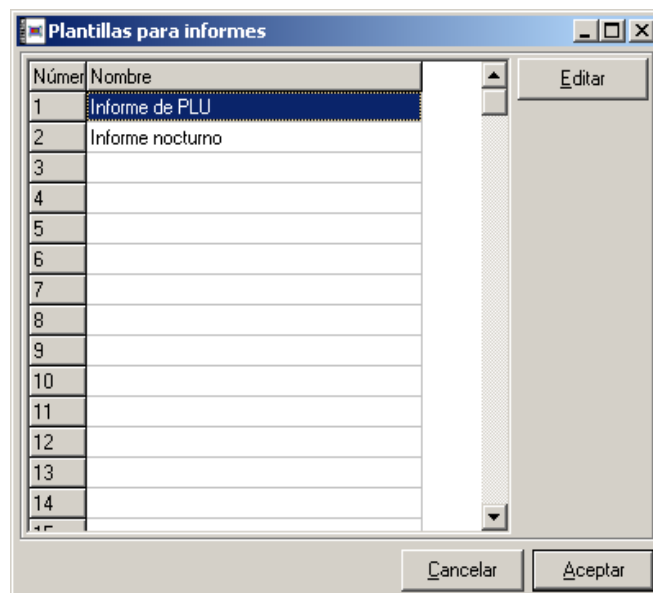 Plantillas para informes
Númer Nombre
Editar
1 Informe de PLU
2 Informe nocturno
3
4
5
6
7
8
9
10
11
12
13
14
Cancelar Aceptar